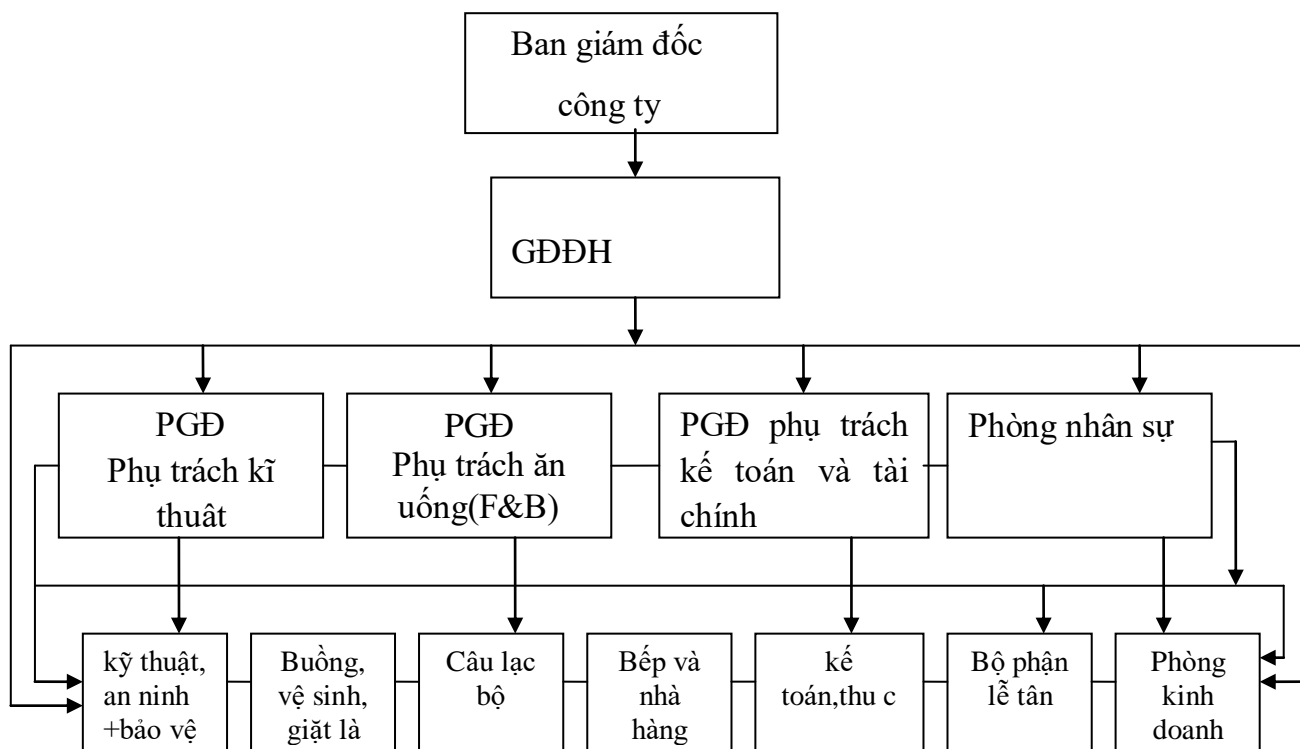 Ban giám đốc
công ty
GĐĐH
PGĐ
Phụ trách kĩ
thuât
PGĐ
Phụ trách ăn
uống(F&B)
PGĐ phụ trách
kế toán và tài
chính
Phòng nhân sự
kỹ thuật,
an ninh
+bảo vệ
Buồng,
vệ sinh,
giặt là
Câu lạc
bộ
Bếp và
nhà
hàng
kế
toán,thu c
Bộ phận
lễ tân
Phòng
kinh
doanh